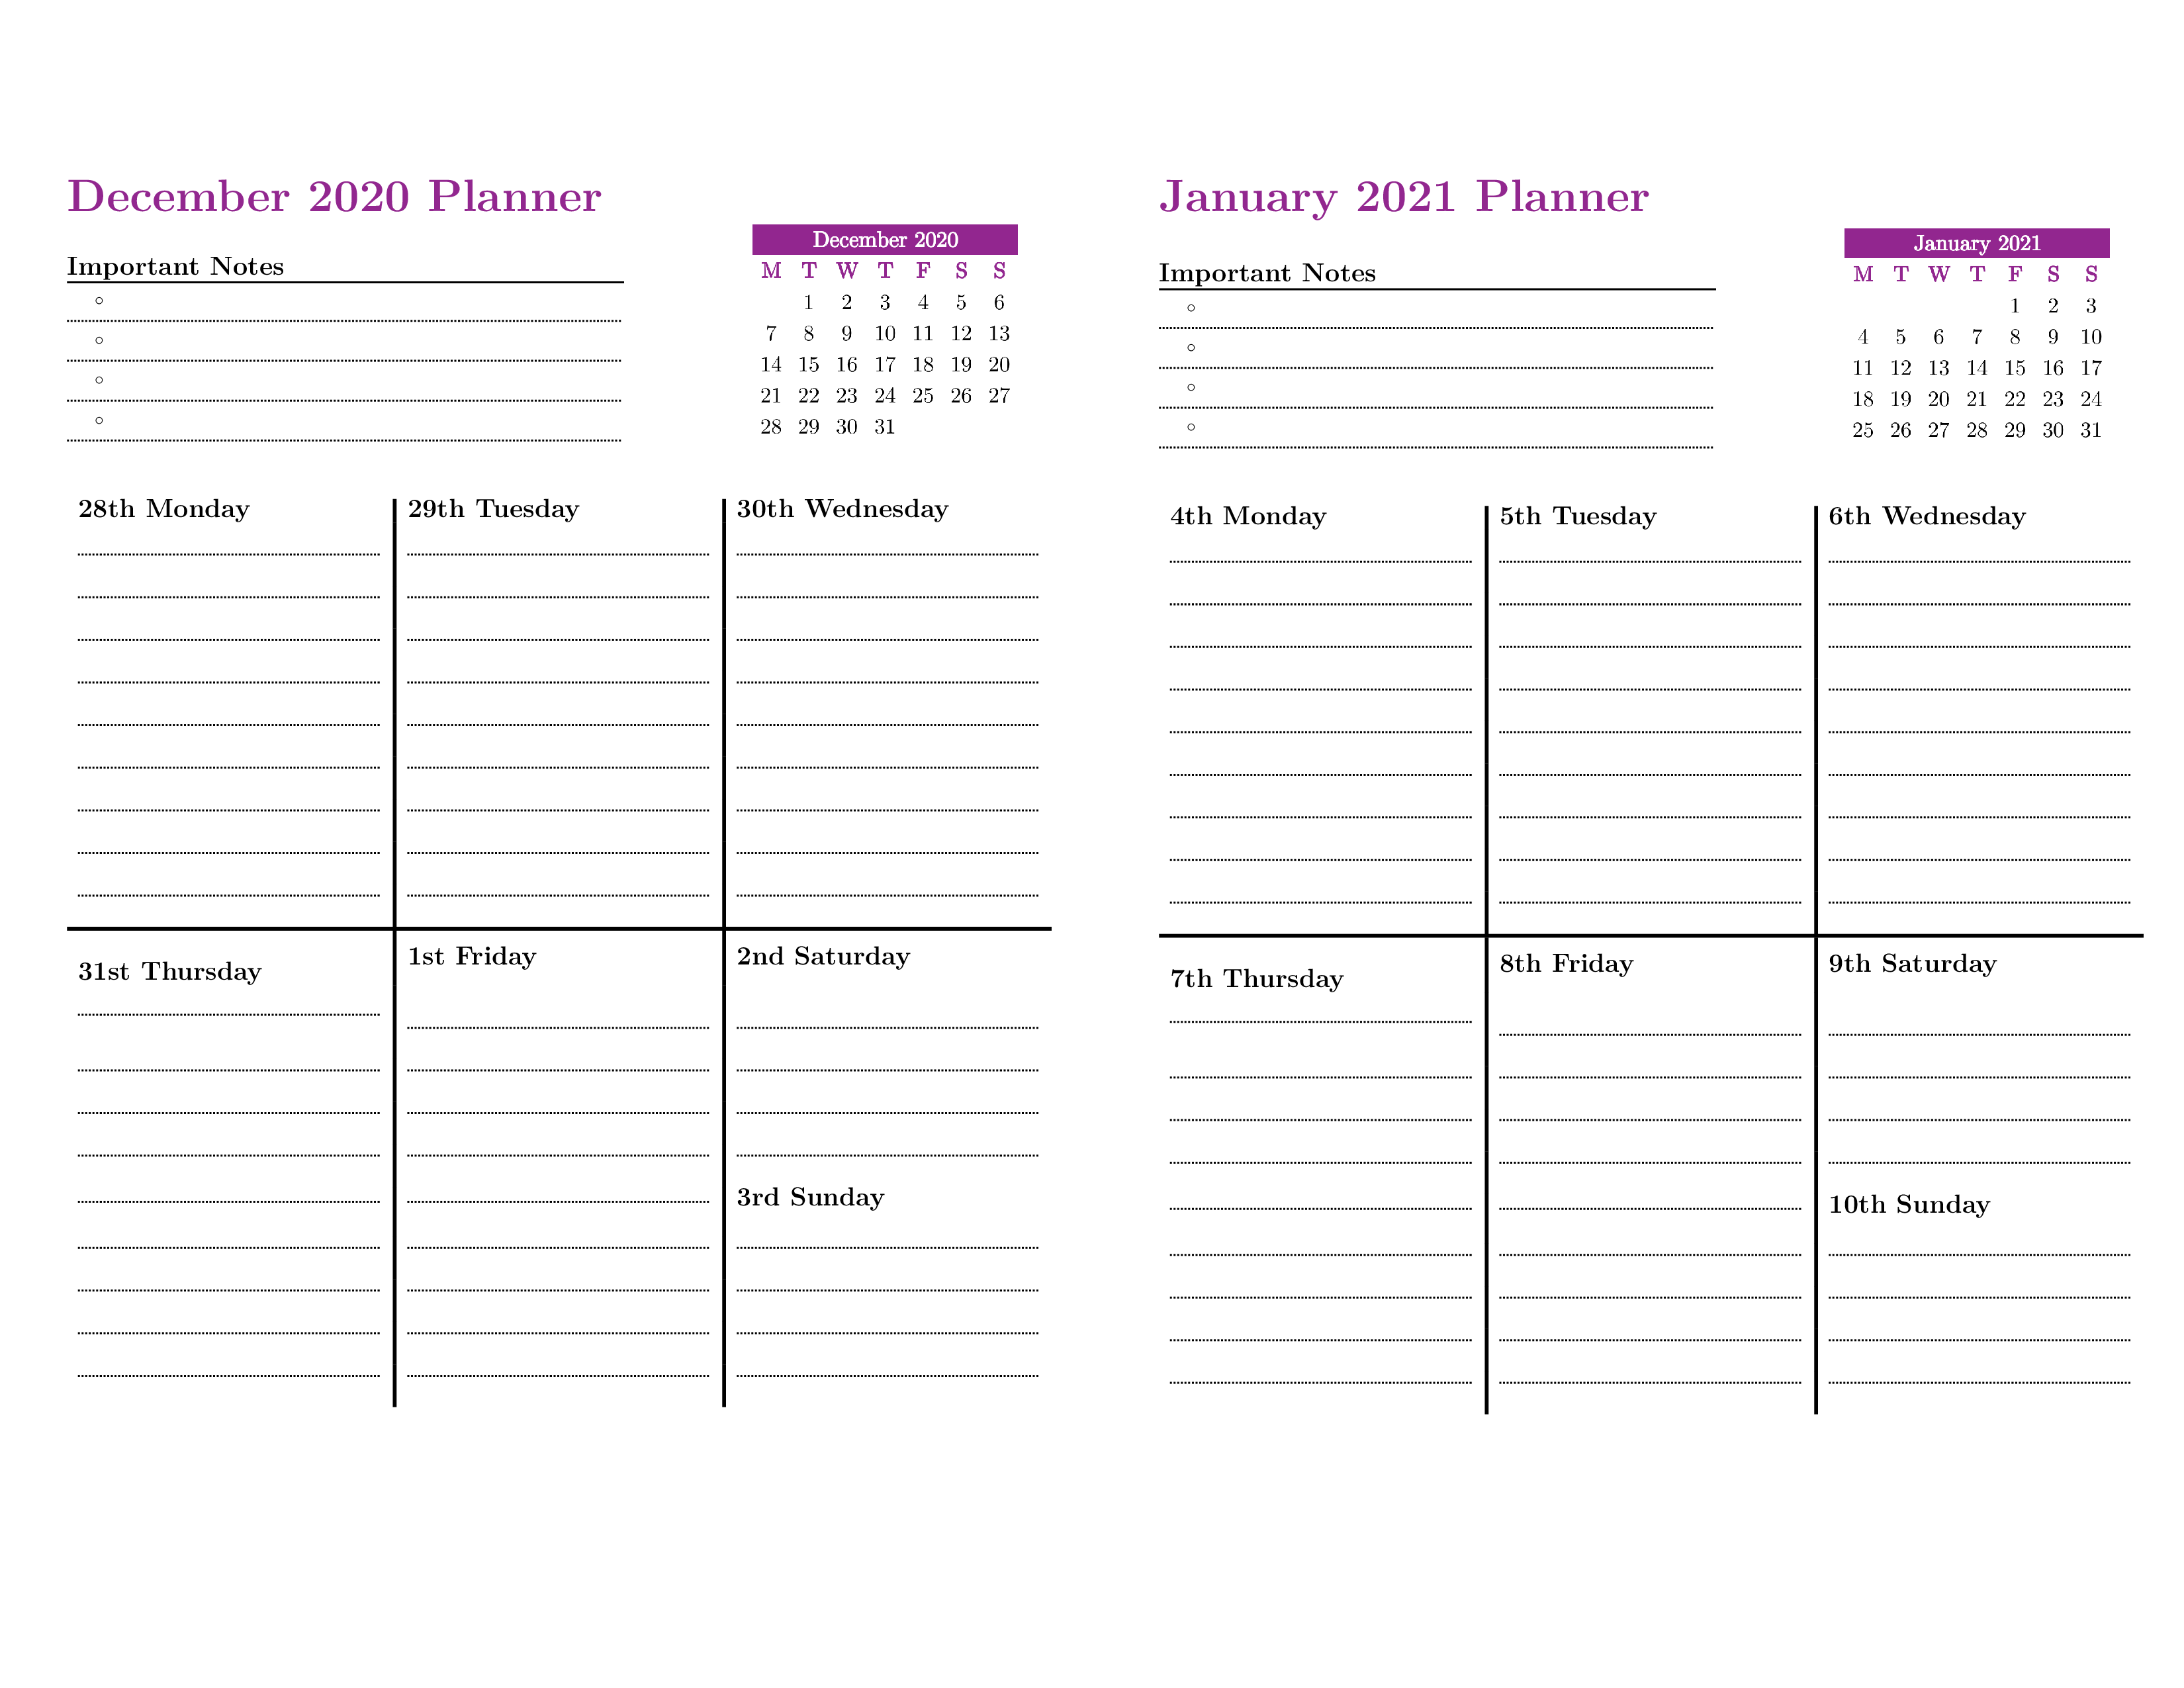 December 2020 Planner
Important Notes
December 2020
M T W T F S S
1 2 3 4 5 6
7 8 9 10 11 12 13
14 15 16 17 18 19 20
21 22 23 24 25 26 27
28 29 30 31
28th Monday
29th Tuesday
30th Wednesday
31st Thursday
1st Friday
2nd Saturday
3rd Sunday
January 2021 Planner
Important Notes
January 2021
M T W T F S S
1 2 3
4 5 6 7 8 9 10
11 12 13 14 15 16 17
18 19 20 21 22 23 24
25 26 27 28 29 30 31
4th Monday
5th Tuesday
6th Wednesday
7th Thursday
8th Friday
9th Saturday
10th Sunday